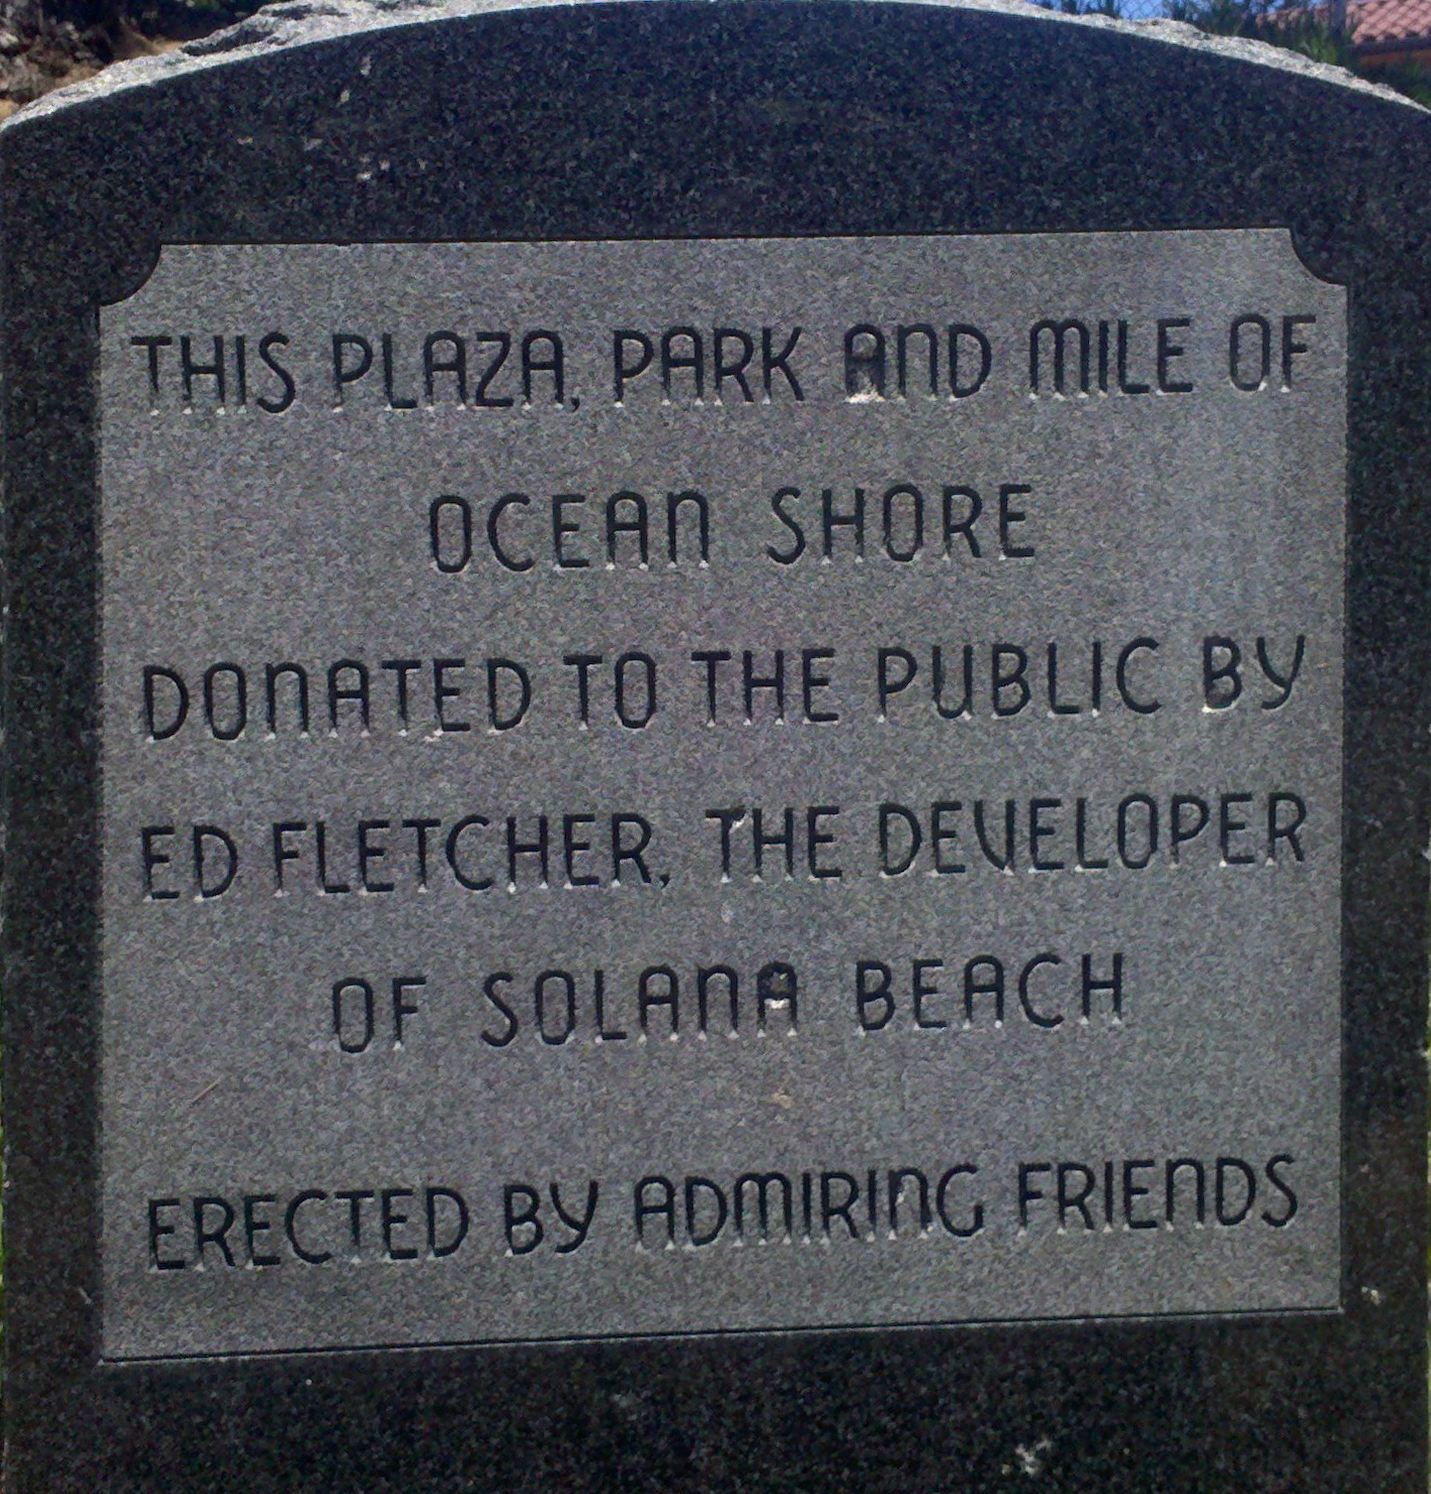 THIS PLAZA, PARK AND MILE OF
OCEAN SHORE
DONATED TO THE PUBLIC BY
ED FLETCHER, THE DEVELOPER
OF SOLANA BEACH
ERECTED BY ADMIRING FRIENDS